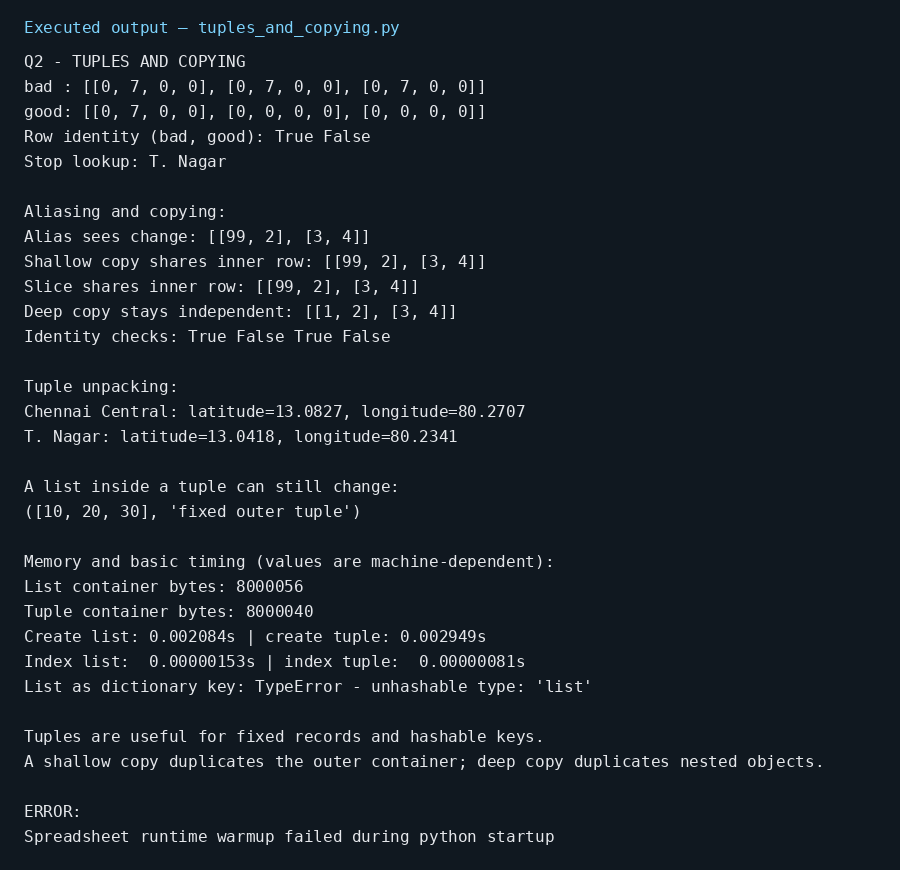 Executed output — tuples_and_copying.py
Q2 - TUPLES AND COPYING
bad : [[0, 7, 0, 0], [0, 7, 0, 0], [0, 7, 0, 0]]
good: [[0, 7, 0, 0], [0, 0, 0, 0], [0, 0, 0, 0]]
Row identity (bad, good): True False
Stop lookup: T. Nagar
Aliasing and copying:
Alias sees change: [[99, 2], [3, 4]]
Shallow copy shares inner row: [[99, 2], [3, 4]]
Slice shares inner row: [[99, 2], [3, 4]]
Deep copy stays independent: [[1, 2], [3, 4]]
Identity checks: True False True False
Tuple unpacking:
Chennai Central: latitude=13.0827, longitude=80.2707
T. Nagar: latitude=13.0418, longitude=80.2341
A list inside a tuple can still change:
([10, 20, 30], 'fixed outer tuple')
Memory and basic timing (values are machine-dependent):
List container bytes: 8000056
Tuple container bytes: 8000040
Create list: 0.002084s | create tuple: 0.002949s
Index list:  0.00000153s | index tuple:  0.00000081s
List as dictionary key: TypeError - unhashable type: 'list'
Tuples are useful for fixed records and hashable keys.
A shallow copy duplicates the outer container; deep copy duplicates nested objects.
ERROR:
Spreadsheet runtime warmup failed during python startup